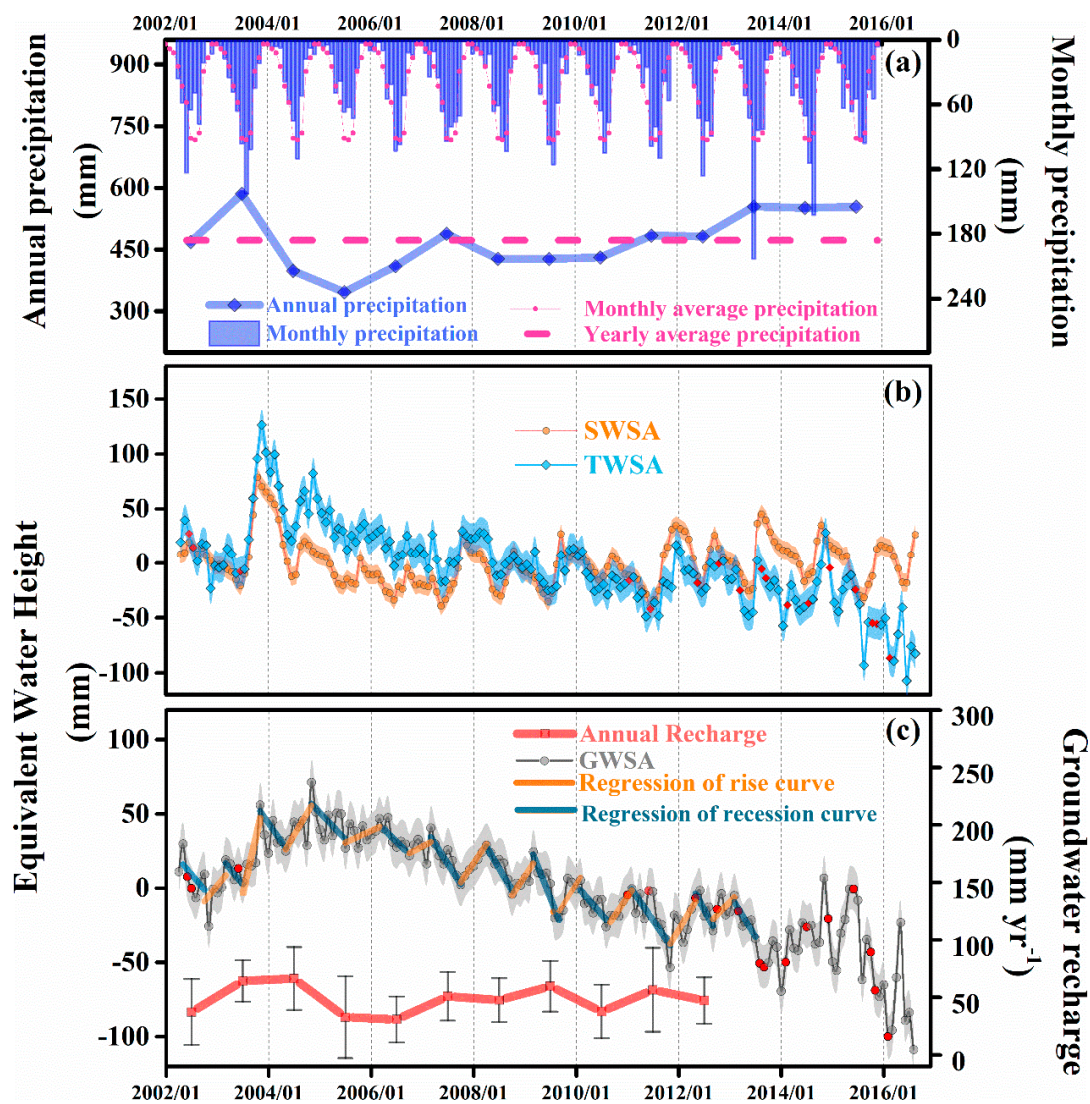 2002/01 2004/01 2006/01 2008/01 2010/01 2012/01 2014/01 2016/01
900
750
600
450
300
Annual precipitation
(mm)
0
60
120
180
240
Monthly precipitation
(mm)
(a)
Annual precipitation
Monthly precipitation
Monthly average precipitation
Yearly average precipitation
150
100
50
0
-50
-100
(b)
SWSA
TWSA
Equivalent Water Height
(mm)
100
50
0
-50
-100
(c)
Annual Recharge
GWSA
Regression of rise curve
Regression of recession curve
300
250
200
150
100
50
0
Groundwater recharge
(mm yr-1)
2002/01 2004/01 2006/01 2008/01 2010/01 2012/01 2014/01 2016/01